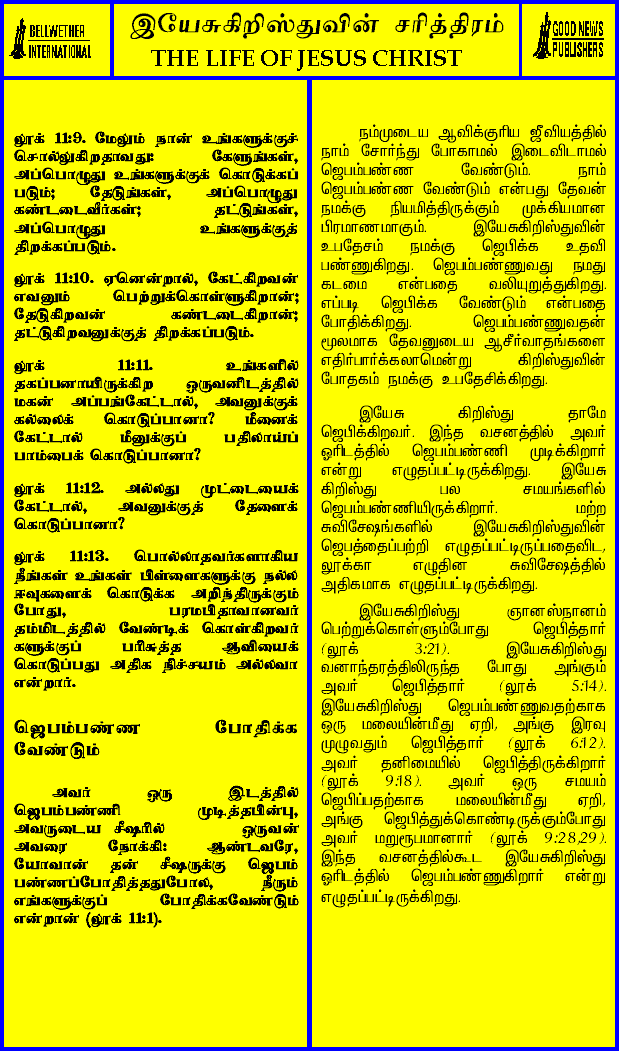 BELLWETHER
INTERNATIONAL
இயேசுகிறிஸ்துவின் சரித்திரம்
THE LIFE OF JESUS CHRIST
GOOD NEWS
PUBLISHERS
லூக் 11:9. மேலும் நான் உங்களுக்குச்
சொல்லுகிறதாவது: கேளுங்கள்,
அப்பொழுது உங்களுக்குக் கொடுக்கப்
படும்; தேடுங்கள், அப்பொழுது
கண்டடைவீர்கள்; தட்டுங்கள்,
அப்பொழுது உங்களுக்குத்
திறக்கப்படும்.
லூக் 11:10. ஏனென்றால், கேட்கிறவன்
எவனும் பெற்றுக்கொள்ளுகிறான்;
தேடுகிறவன் கண்டடைகிறான்;
தட்டுகிறவனுக்குத் திறக்கப்படும்.
லூக் 11:11. உங்களில்
தகப்பனாயிருக்கிற ஒருவனிடத்தில்
மகன் அப்பங்கேட்டால், அவனுக்குக்
கல்லைக் கொடுப்பானா? மீனைக்
கேட்டால் மீனுக்குப் பதிலாய்ப்
பாம்பைக் கொடுப்பானா?
லூக் 11:12. அல்லது முட்டையைக்
கேட்டால், அவனுக்குத் தேளைக்
கொடுப்பானா?
லூக் 11:13. பொல்லாதவர்களாகிய
நீங்கள் உங்கள் பிள்ளைகளுக்கு நல்ல
ஈவுகளைக் கொடுக்க அறிந்திருக்கும்
போது, பரமபிதாவானவர்
தம்மிடத்தில் வேண்டிக் கொள்கிறவர்
களுக்குப் பரிசுத்த ஆவியைக்
கொடுப்பது அதிக நிச்சயம் அல்லவா
என்றார்.
ஜெபம்பண்ண போதிக்க
வேண்டும்
அவர் ஒரு இடத்தில்
ஜெபம்பண்ணி முடித்தபின்பு,
அவருடைய சீஷரில் ஒருவன்
அவரை நோக்கி: ஆண்டவரே,
யோவான் தன் சீஷருக்கு ஜெபம்
பண்ணப்போதித்ததுபோல, நீரும்
எங்களுக்குப் போதிக்கவேண்டும்
என்றான் (லூக் 11:1).
நம்முடைய ஆவிக்குரிய ஜீவியத்தில்
நாம் சோர்ந்து போகாமல் இடைவிடாமல்
ஜெபம்பண்ண வேண்டும். நாம்
ஜெபம்பண்ண வேண்டும் என்பது தேவன்
நமக்கு நியமித்திருக்கும் முக்கியமான
பிரமாணமாகும். இயேசுகிறிஸ்துவின்
உபதேசம் நமக்கு ஜெபிக்க உதவி
பண்ணுகிறது. ஜெபம்பண்ணுவது நமது
கடமை என்பதை வலியுறுத்துகிறது.
எப்படி ஜெபிக்க வேண்டும் என்பதை
போதிக்கிறது. ஜெபம்பண்ணுவதன்
மூலமாக தேவனுடைய ஆசீர்வாதங்களை
எதிர்பார்க்கலாமென்று கிறிஸ்துவின்
போதகம் நமக்கு உபதேசிக்கிறது.
இயேசு கிறிஸ்து தாமே
ஜெபிக்கிறவர். இந்த வசனத்தில் அவர்
ஓரிடத்தில் ஜெபம்பண்ணி முடிக்கிறார்
என்று எழுதப்பட்டிருக்கிறது. இயேசு
கிறிஸ்து பல சமயங்களில்
ஜெபம்பண்ணியிருக்கிறார். மற்ற
சுவிசேஷங்களில் இயேசுகிறிஸ்துவின்
ஜெபத்தைப்பற்றி எழுதப்பட்டிருப்பதைவிட,
லூக்கா எழுதின சுவிசேஷத்தில்
அதிகமாக எழுதப்பட்டிருக்கிறது.
இயேசுகிறிஸ்து ஞானஸ்நானம்
பெற்றுக்கொள்ளும்போது ஜெபித்தார்
(லூக் 3:21). இயேசுகிறிஸ்து
வனாந்தரத்திலிருந்த போது அங்கும்
அவர் ஜெபித்தார் (லூக் 5:14).
இயேசுகிறிஸ்து ஜெபம்பண்ணுவதற்காக
ஒரு மலையின்மீது ஏறி, அங்கு இரவு
முழுவதும் ஜெபித்தார் (லூக் 6:12).
அவர் தனிமையில் ஜெபித்திருக்கிறார்
(லூக் 9:18). அவர் ஒரு சமயம்
ஜெபிப்பதற்காக மலையின்மீது ஏறி,
அங்கு ஜெபித்துக்கொண்டிருக்கும்போது
அவர் மறுரூபமானார் (லூக் 9:28,29).
இந்த வசனத்தில்கூட இயேசுகிறிஸ்து
ஓரிடத்தில் ஜெபம்பண்ணுகிறார் என்று
எழுதப்பட்டிருக்கிறது.